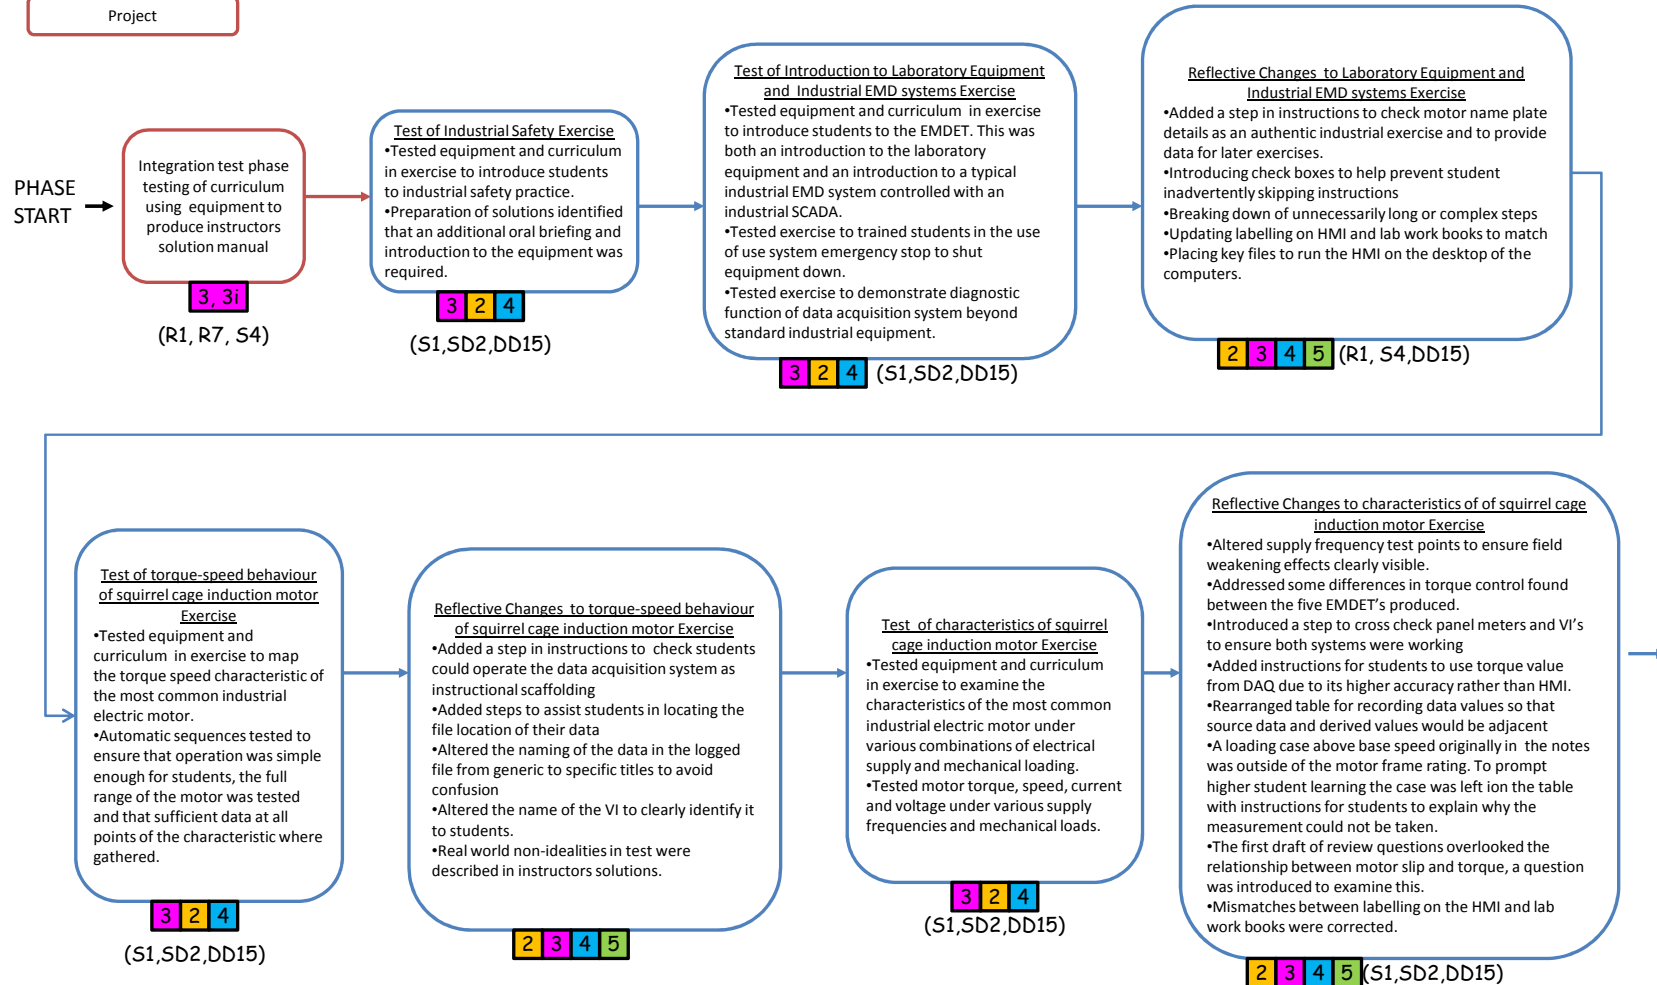 Project
PHASE
START
Integration test phase
testing of curriculum
using equipment to
produce instructors
solution manual
3, 3i
(R1, R7, S4)
Test of Industrial Safety Exercise
•Tested equipment and curriculum
in exercise to introduce students
to industrial safety practice.
•Preparation of solutions identified
that an additional oral briefing and
introduction to the equipment was
required.
3 2 4
(S1,SD2,DD15)
Test of Introduction to Laboratory Equipment
and Industrial EMD systems Exercise
•Tested equipment and curriculum in exercise
to introduce students to the EMDET. This was
both an introduction to the laboratory
equipment and an introduction to a typical
industrial EMD system controlled with an
industrial SCADA.
•Tested exercise to trained students in the use
of use system emergency stop to shut
equipment down.
•Tested exercise to demonstrate diagnostic
function of data acquisition system beyond
standard industrial equipment.
3 2 4 (S1,SD2,DD15)
Reflective Changes to Laboratory Equipment and
Industrial EMD systems Exercise
•Added a step in instructions to check motor name plate
details as an authentic industrial exercise and to provide
data for later exercises.
•Introducing check boxes to help prevent student
inadvertently skipping instructions
•Breaking down of unnecessarily long or complex steps
•Updating labelling on HMI and lab work books to match
•Placing key files to run the HMI on the desktop of the
computers.
2 3 4 5 (R1, S4,DD15)
Test of torque-speed behaviour
of squirrel cage induction motor
Exercise
•Tested equipment and
curriculum in exercise to map
the torque speed characteristic of
the most common industrial
electric motor.
•Automatic sequences tested to
ensure that operation was simple
enough for students, the full
range of the motor was tested
and that sufficient data at all
points of the characteristic where
gathered.
3 2 4
(S1,SD2,DD15)
Reflective Changes to torque-speed behaviour
of squirrel cage induction motor Exercise
•Added a step in instructions to check students
could operate the data acquisition system as
instructional scaffolding
•Added steps to assist students in locating the
file location of their data
•Altered the naming of the data in the logged
file from generic to specific titles to avoid
confusion
•Altered the name of the VI to clearly identify it
to students.
•Real world non-idealities in test were
described in instructors solutions.
2 3 4 5
Test of characteristics of squirrel
cage induction motor Exercise
•Tested equipment and curriculum
in exercise to examine the
characteristics of the most common
industrial electric motor under
various combinations of electrical
supply and mechanical loading.
•Tested motor torque, speed, current
and voltage under various supply
frequencies and mechanical loads.
3 2 4
(S1,SD2,DD15)
Reflective Changes to characteristics of of squirrel cage
induction motor Exercise
•Altered supply frequency test points to ensure field
weakening effects clearly visible.
•Addressed some differences in torque control found
between the five EMDET's produced.
•Introduced a step to cross check panel meters and VI's
to ensure both systems were working
•Added instructions for students to use torque value
from DAQ due to its higher accuracy rather than HMI.
•Rearranged table for recording data values so that
source data and derived values would be adjacent
•A loading case above base speed originally in the notes
was outside of the motor frame rating. To prompt
higher student learning the case was left ion the table
with instructions for students to explain why the
measurement could not be taken.
•The first draft of review questions overlooked the
relationship between motor slip and torque, a question
was introduced to examine this.
•Mismatches between labelling on the HMI and lab
work books were corrected.
2 3 4 5 (S1,SD2,DD15)